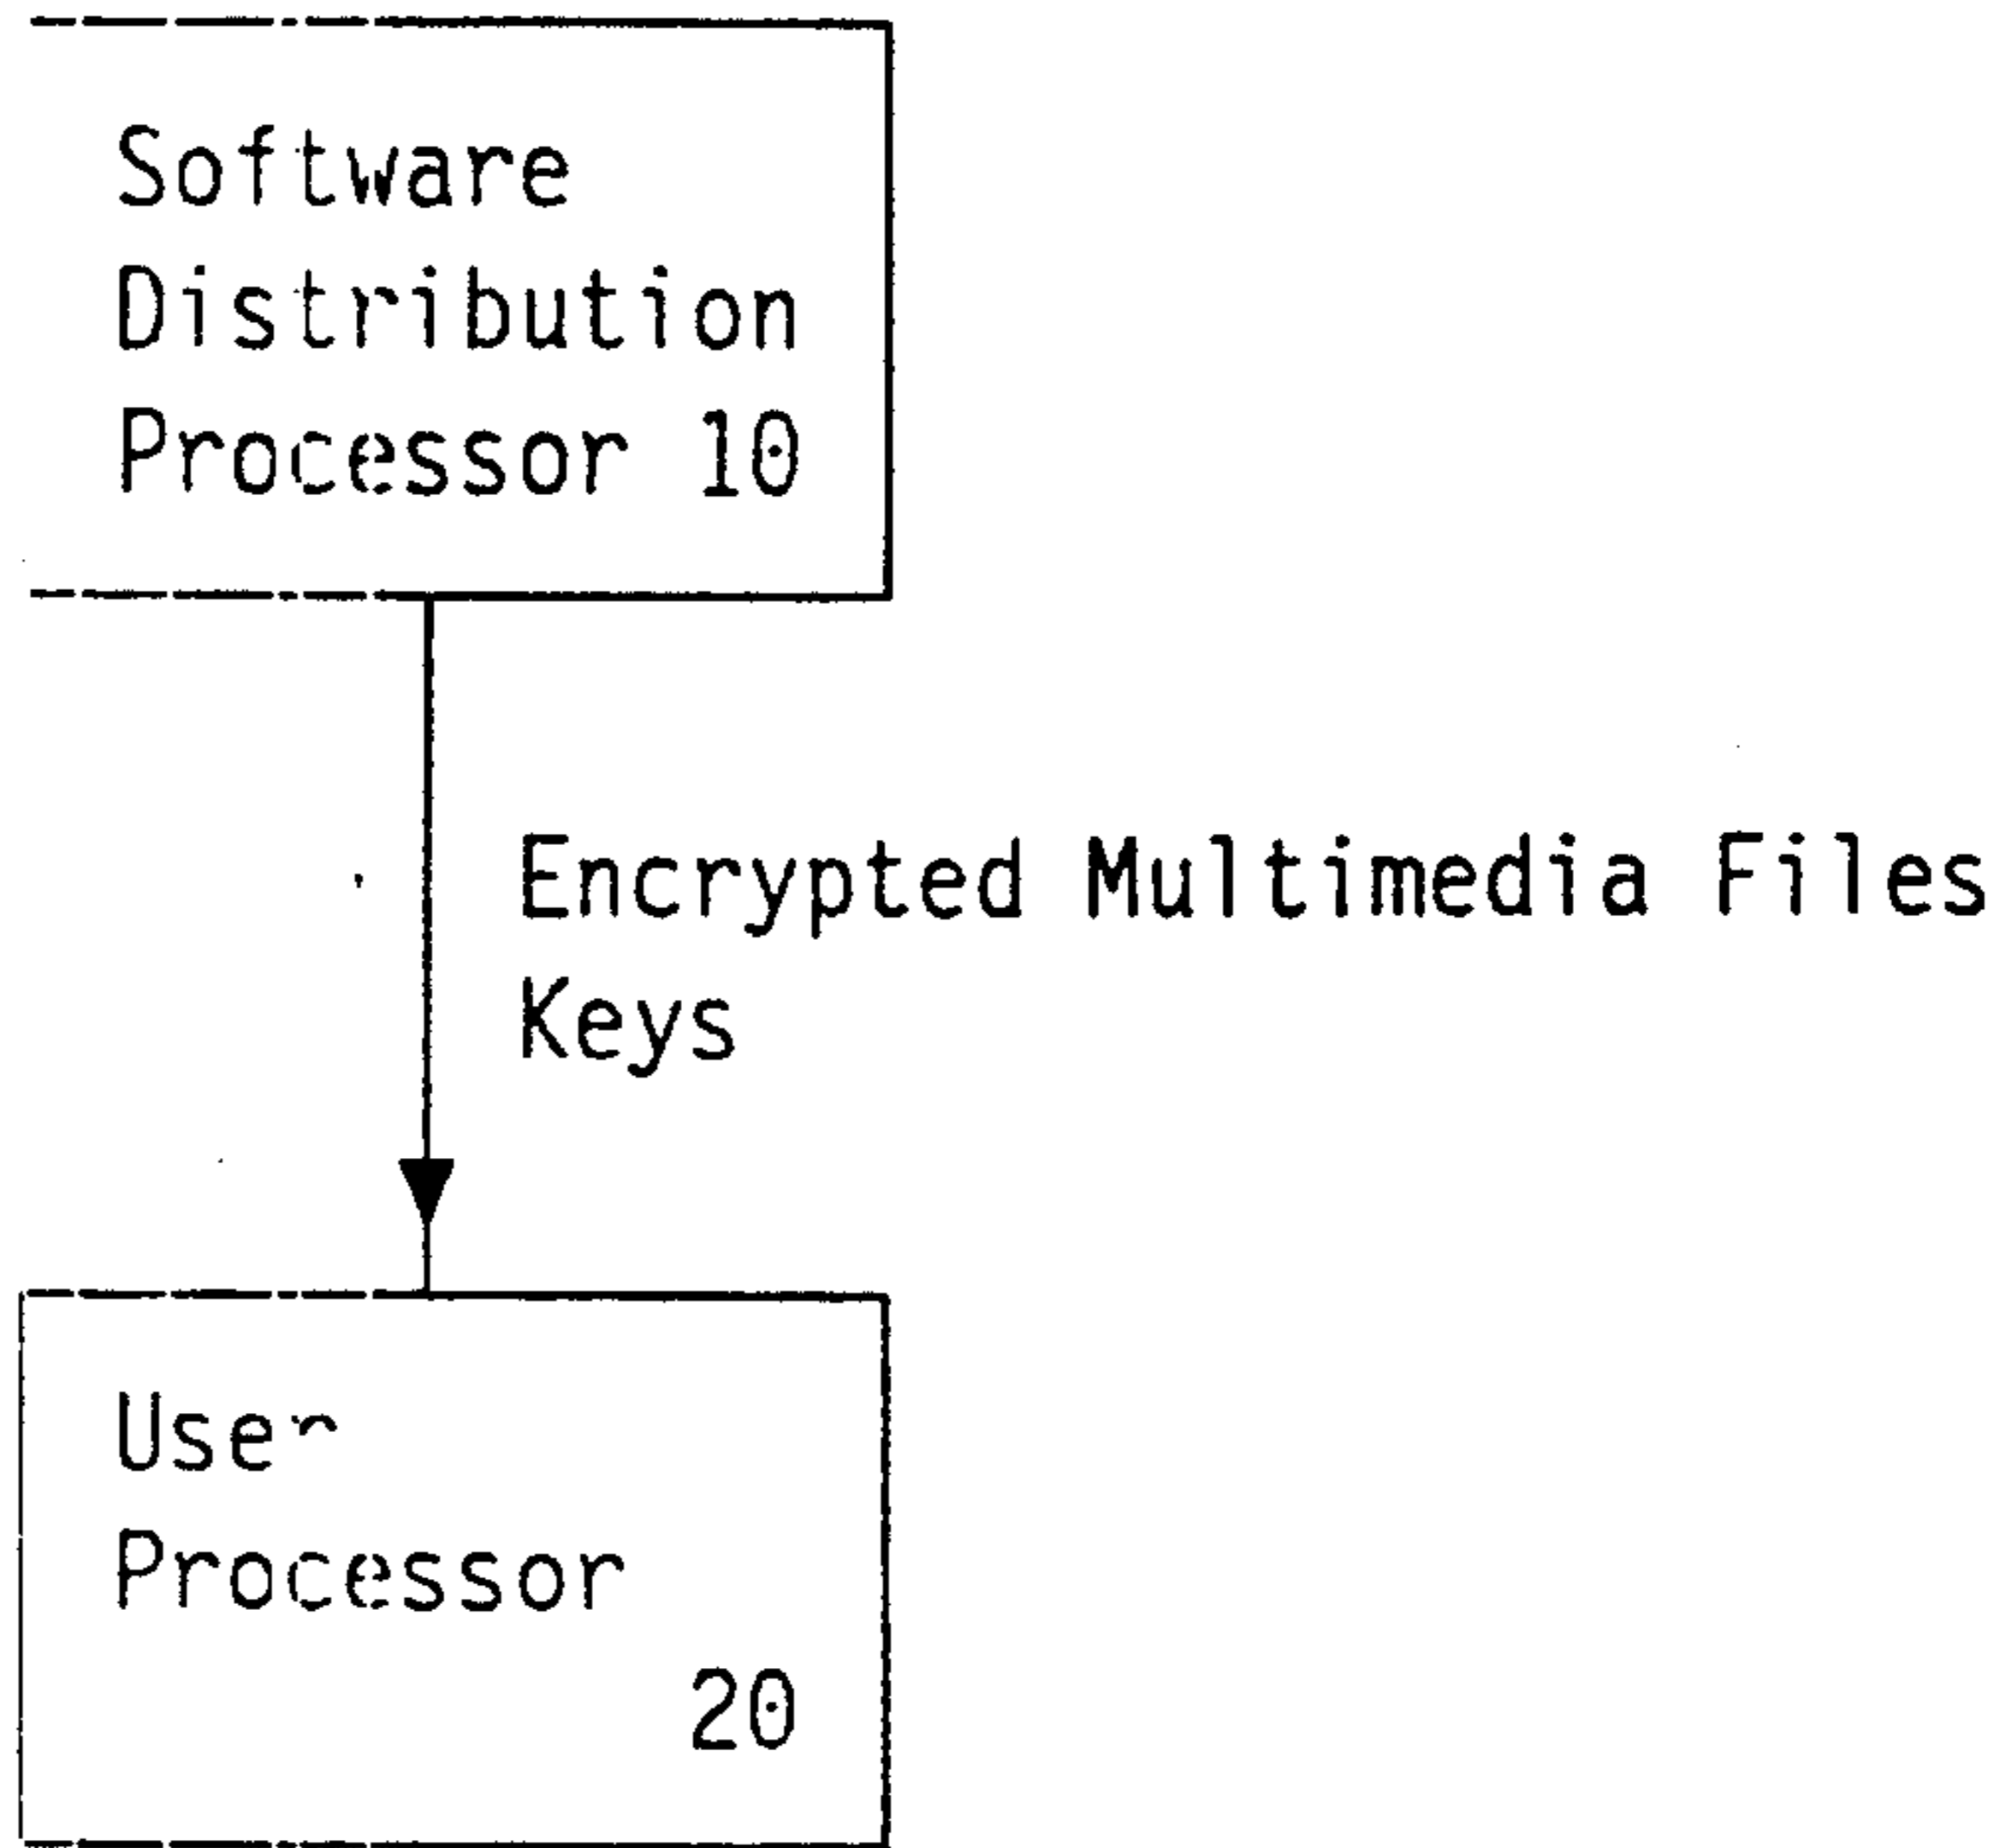 Software
Distribution
Processor 10
Encrypted Multimedia Files
Keys
User
Processor
20